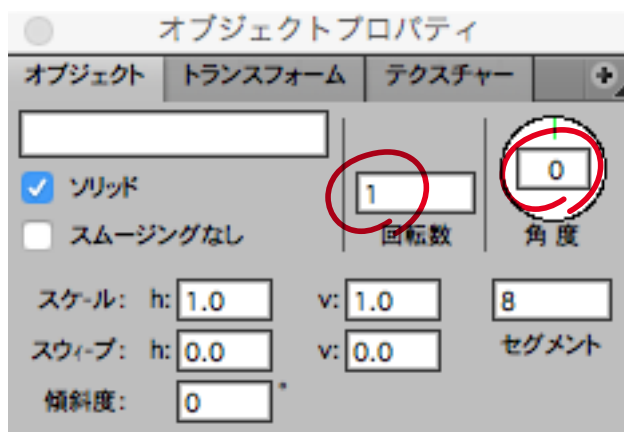 オブジェクトプロパティ
オブジェクト トランスフォーム テクスチャー
ソリッド
スムージングなし
1
回転数
0
角度
スケール: h: 1.0 v: 1.0
8
セグメント
スウィープ: h: 0.0 v: 0.0
傾斜度: 0 °